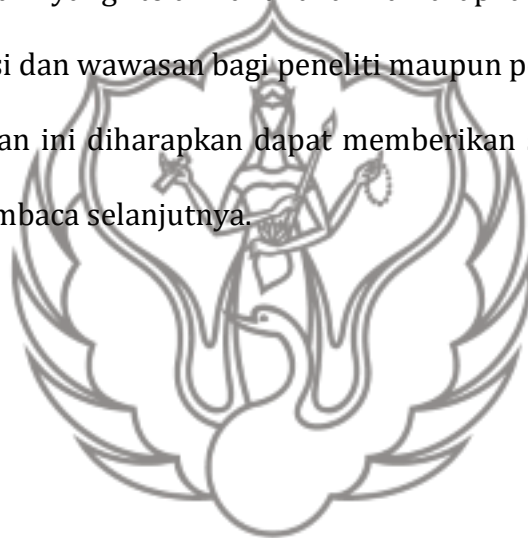 si dan wawasan bagi peneliti maupun p
an ini diharapkan dapat memberikan
mbaca selanjutnya.